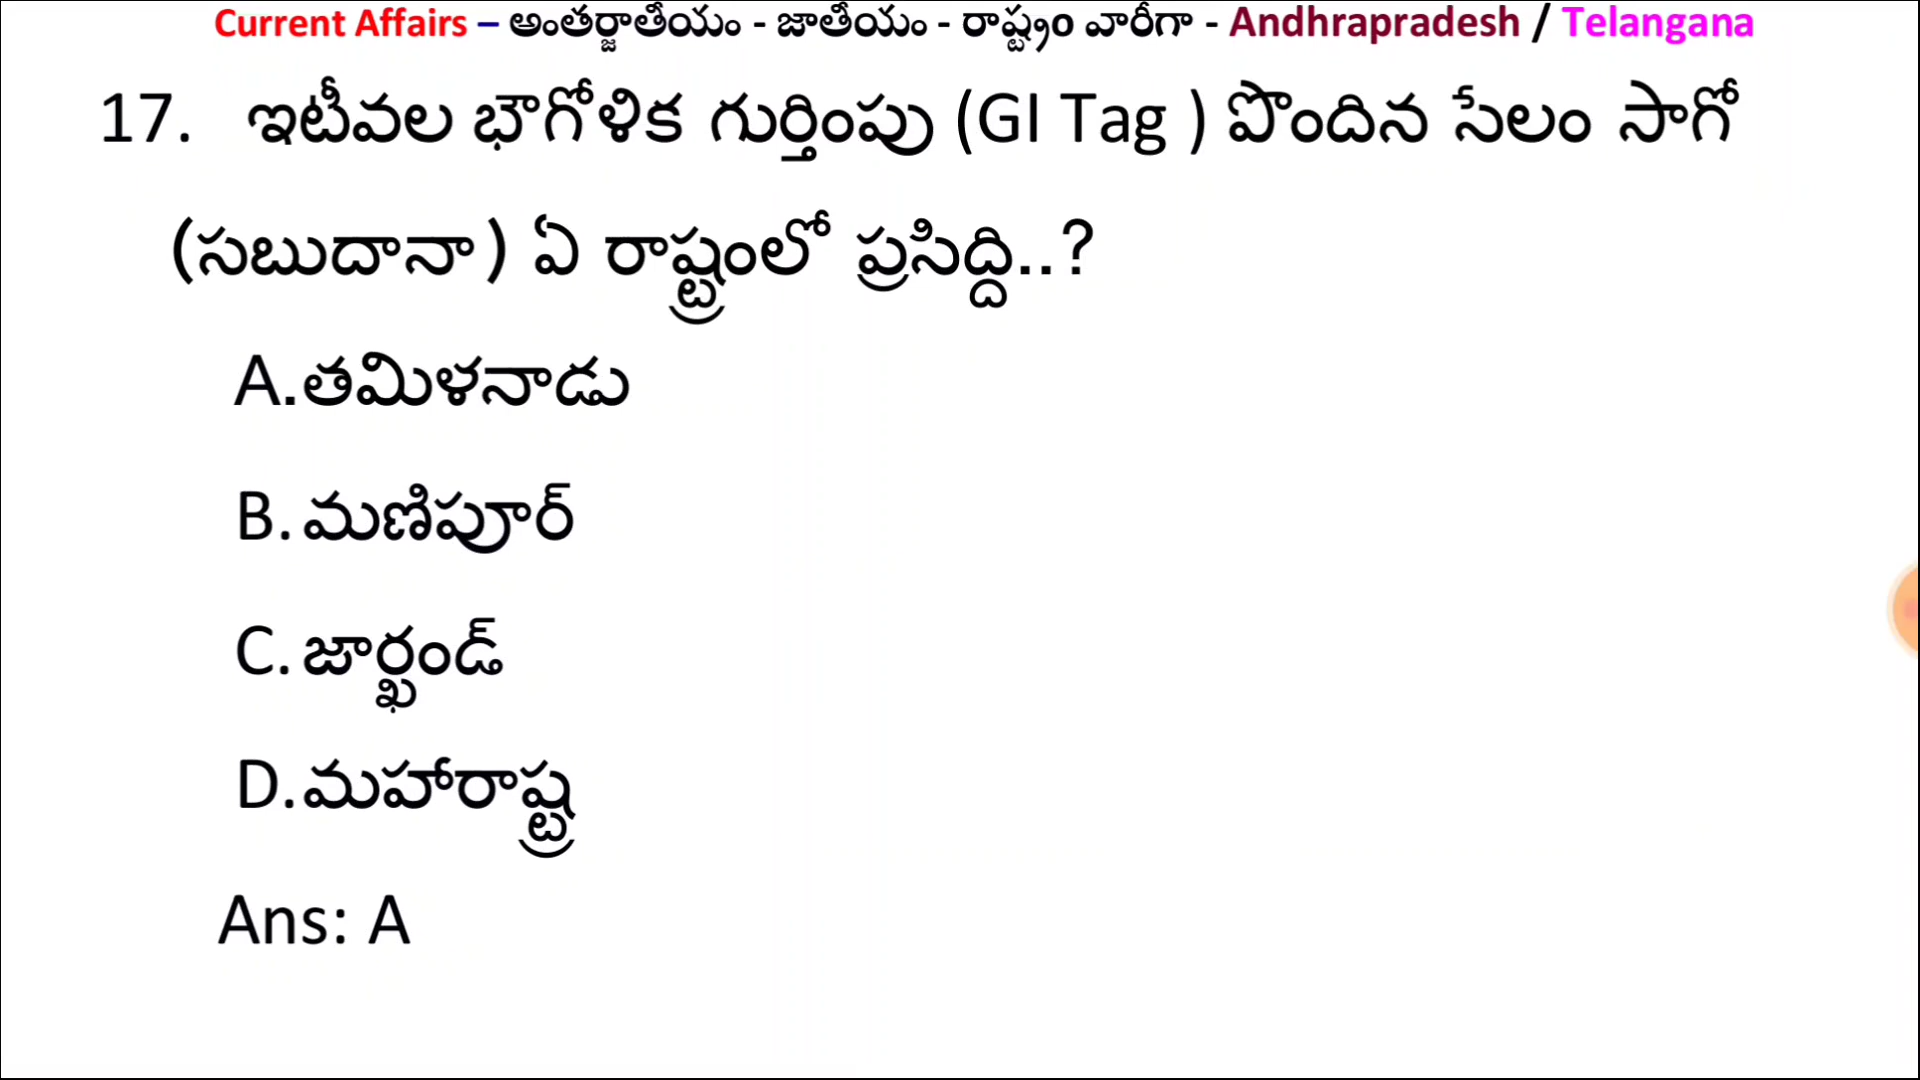 Current Affairs – అంతర్జాతీయం - జాతీయం - రాష్ట్రం వారీగా - Andhrapradesh / Telangana
17. ఇటీవల భౌగోళిక గుర్తింపు (GI Tag ) పొందిన సేలం సాగో
(సబుదానా) ఏ రాష్ట్రంలో ప్రసిద్ది..?
A.తమిళనాడు
B.మణిపూర్
C.జార్ఖండ్
D.మహారాష్ట్ర
Ans: A